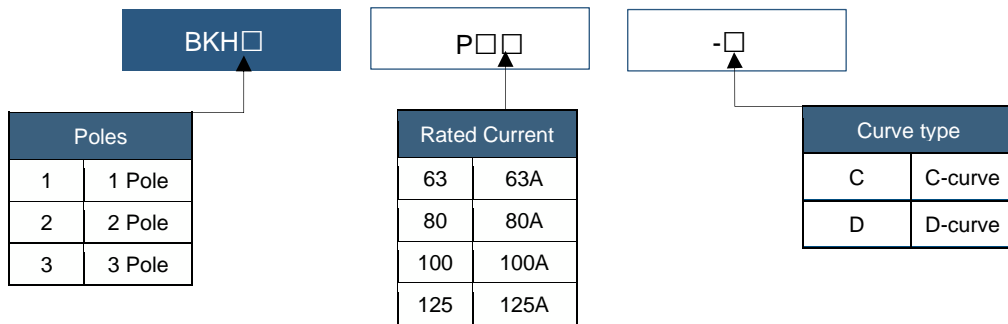 BKH□ P□□ -□
Poles
1 1 Pole
2 2 Pole
3 3 Pole
Rated Current
63 63A
80 80A
100 100A
125 125A
Curve type
C C-curve
D D-curve